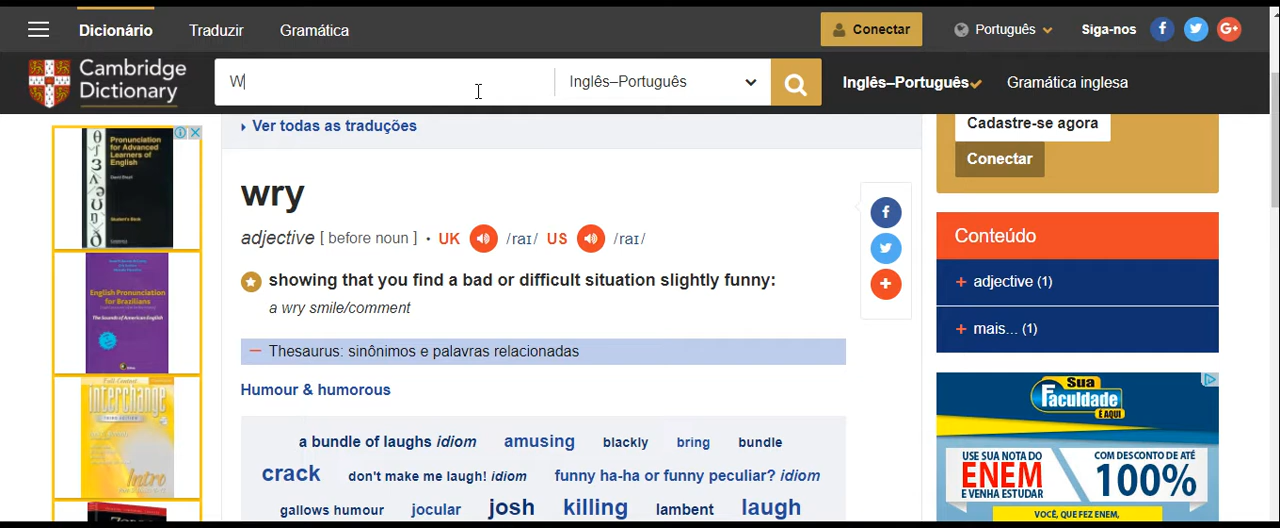 Dicionário Traduzir Gramática Conectar Português Siga-nos
Cambridge Dictionary
W
Inglês–Português
Inglês–Português Gramática inglesa
Ver todas as traduções
Cadastre-se agora
Conectar
wry
adjective [ before noun ] • UK /raɪ/ US /raɪ/
showing that you find a bad or difficult situation slightly funny:
a wry smile/comment
Thesaurus: sinônimos e palavras relacionadas
Humour & humorous
a bundle of laughs idiom amusing blackly bring bundle
crack don't make me laugh! idiom funny ha-ha or funny peculiar? idiom
gallows humour jocular josh killing lambent laugh
Conteúdo
+ adjective (1)
+ mais... (1)
Pronunciation
for Advanced
Learners of
English
Student's Book
English Pronunciation
for Brazilians
The Sounds of American English
interchange
THIRD EDITION
Intro
Sua
Faculdade
É AQUI
USE SUA NOTA DO
ENEM
E VENHA ESTUDAR
COM DESCONTO DE ATÉ
100%
VOCÊ, QUE FEZ ENEM,